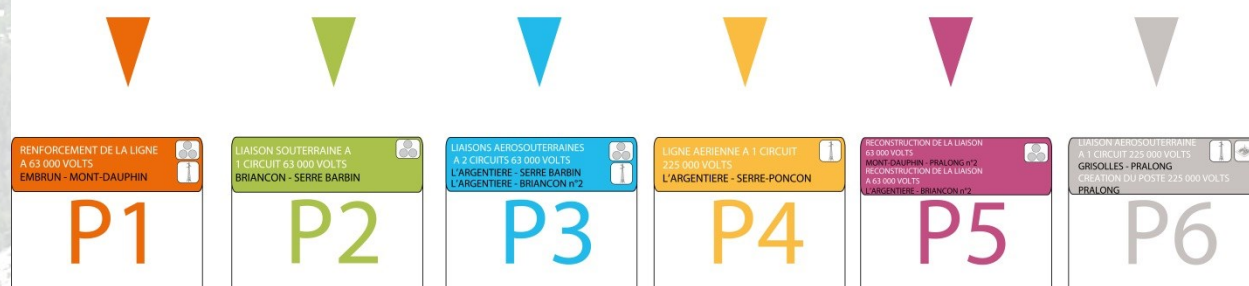 RENFORCEMENT DE LA LIGNE
A 63 000 VOLTS
EMBRUN - MONT-DAUPHIN
P1
LIAISON SOUTERRAINE A
1 CIRCUIT 63 000 VOLTS
BRIANCON - SERRE BARBIN
P2
LIAISONS AEROSOUTERRAINES
A 2 CIRCUITS 63 000 VOLTS
L'ARGENTIERE - SERRE BARBIN
L'ARGENTIERE - BRIANCON n°2
P3
LIGNE AERIENNE A 1 CIRCUIT
225 000 VOLTS
L'ARGENTIERE - SERRE-PONCON
P4
RECONSTRUCTION DE LA LIAISON
63 000 VOLTS
MONT-DAUPHIN - PRALONG n°2
RECONSTRUCTION DE LA LIAISON
A 63 000 VOLTS
L'ARGENTIERE - BRIANCON n°2
P5
LIAISON AEROSOUTERRAINE
A 1 CIRCUIT 225 000 VOLTS
GRISOLLES - PRALONG
CREATION DU POSTE 225 000 VOLTS
PRALONG
P6